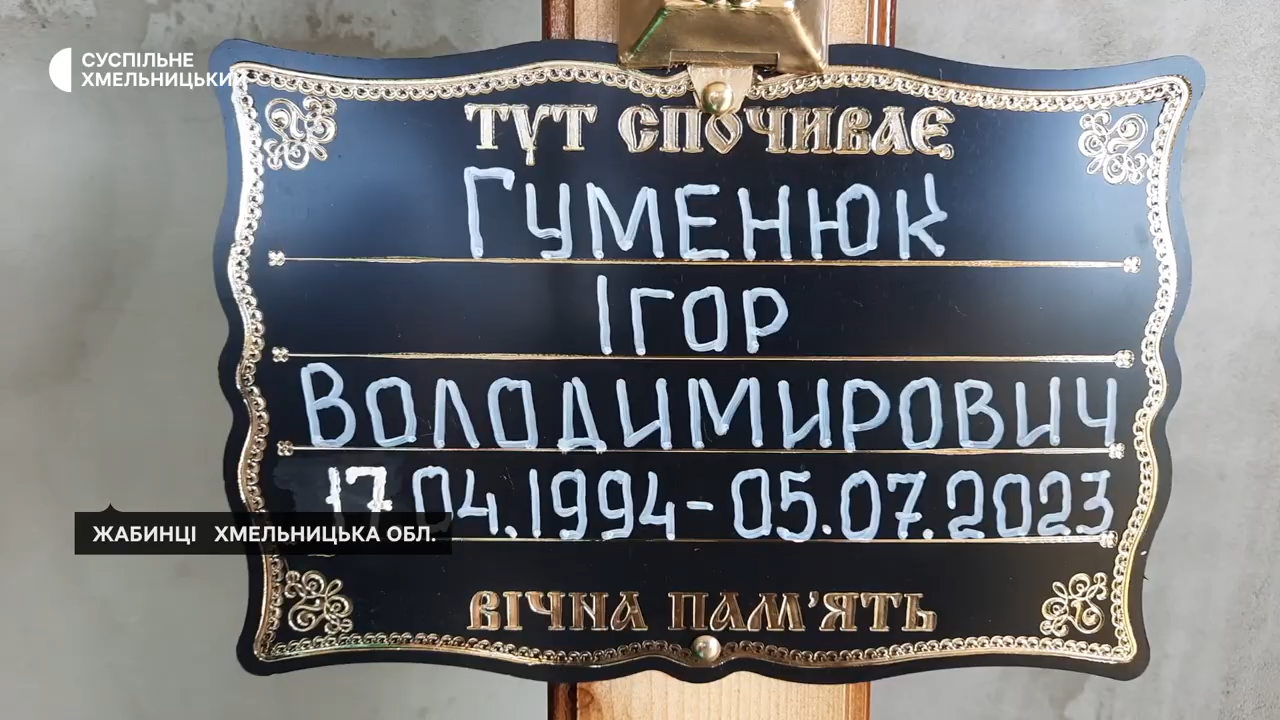 СУСПІЛЬНЕ
ХМЕЛЬНИЦЬКИЙ
ТУТ СПОЧИВАЄ
ГУМЕНЮК
ІГОР
ВОЛОДИМИРОВИЧ
17.04.1994-05.07.2023
ЖАБИНЦІ ХМЕЛЬНИЦЬКА ОБЛ.
ВІЧНА ПАМ'ЯТЬ